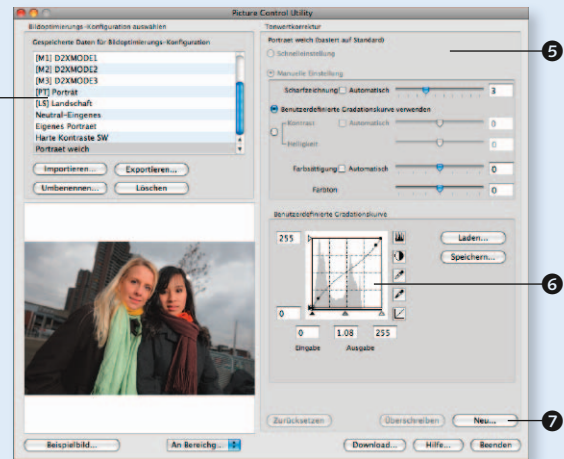 Picture Control Utility
Bildoptimierungs-Konfiguration auswählen
Gespeicherte Daten für Bildoptimierungs-Konfiguration
[M1] D2XMODE1
[M2] D2XMODE2
[M3] D2XMODE3
[PT] Porträt
[LS] Landschaft
Neutral-Eingenes
Eigenes Portraet
Harte Kontraste SW
Portraet weich
Importieren... Exportieren...
Umbenennen... Löschen
Tonwertkorrektur
Portraet weich (basiert auf Standard)
Schnelleinstellung
5
Manuelle Einstellung
Scharfzeichnung Automatisch 3
Benutzerdefinierte Gradationskurve verwenden
Kontrast Automatisch 0
Helligkeit 0
Farbsättigung Automatisch 0
Farbton 0
Benutzerdefinierte Gradationskurve
255 Laden...
Speichern...
6
0
0 1.08 255
Eingabe Ausgabe
Zurücksetzen Überschreiben Neu...
7
Beispielbild... An Bereichg... Download... Hilfe... Beenden